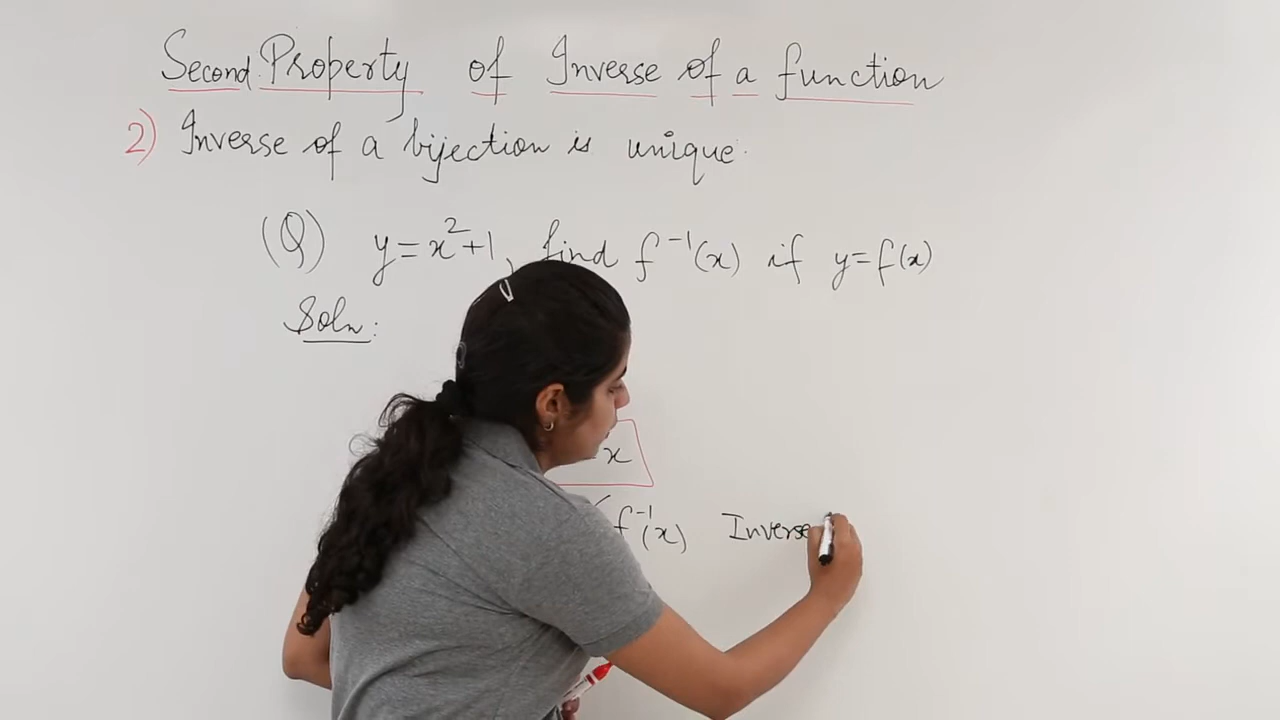 Second Property of Inverse of a function
2) Inverse of a bijection is unique.
(Q) y=x²+1, find f⁻¹(x) if y=f(x)
Soln:
x
f⁻¹(x) Inverse